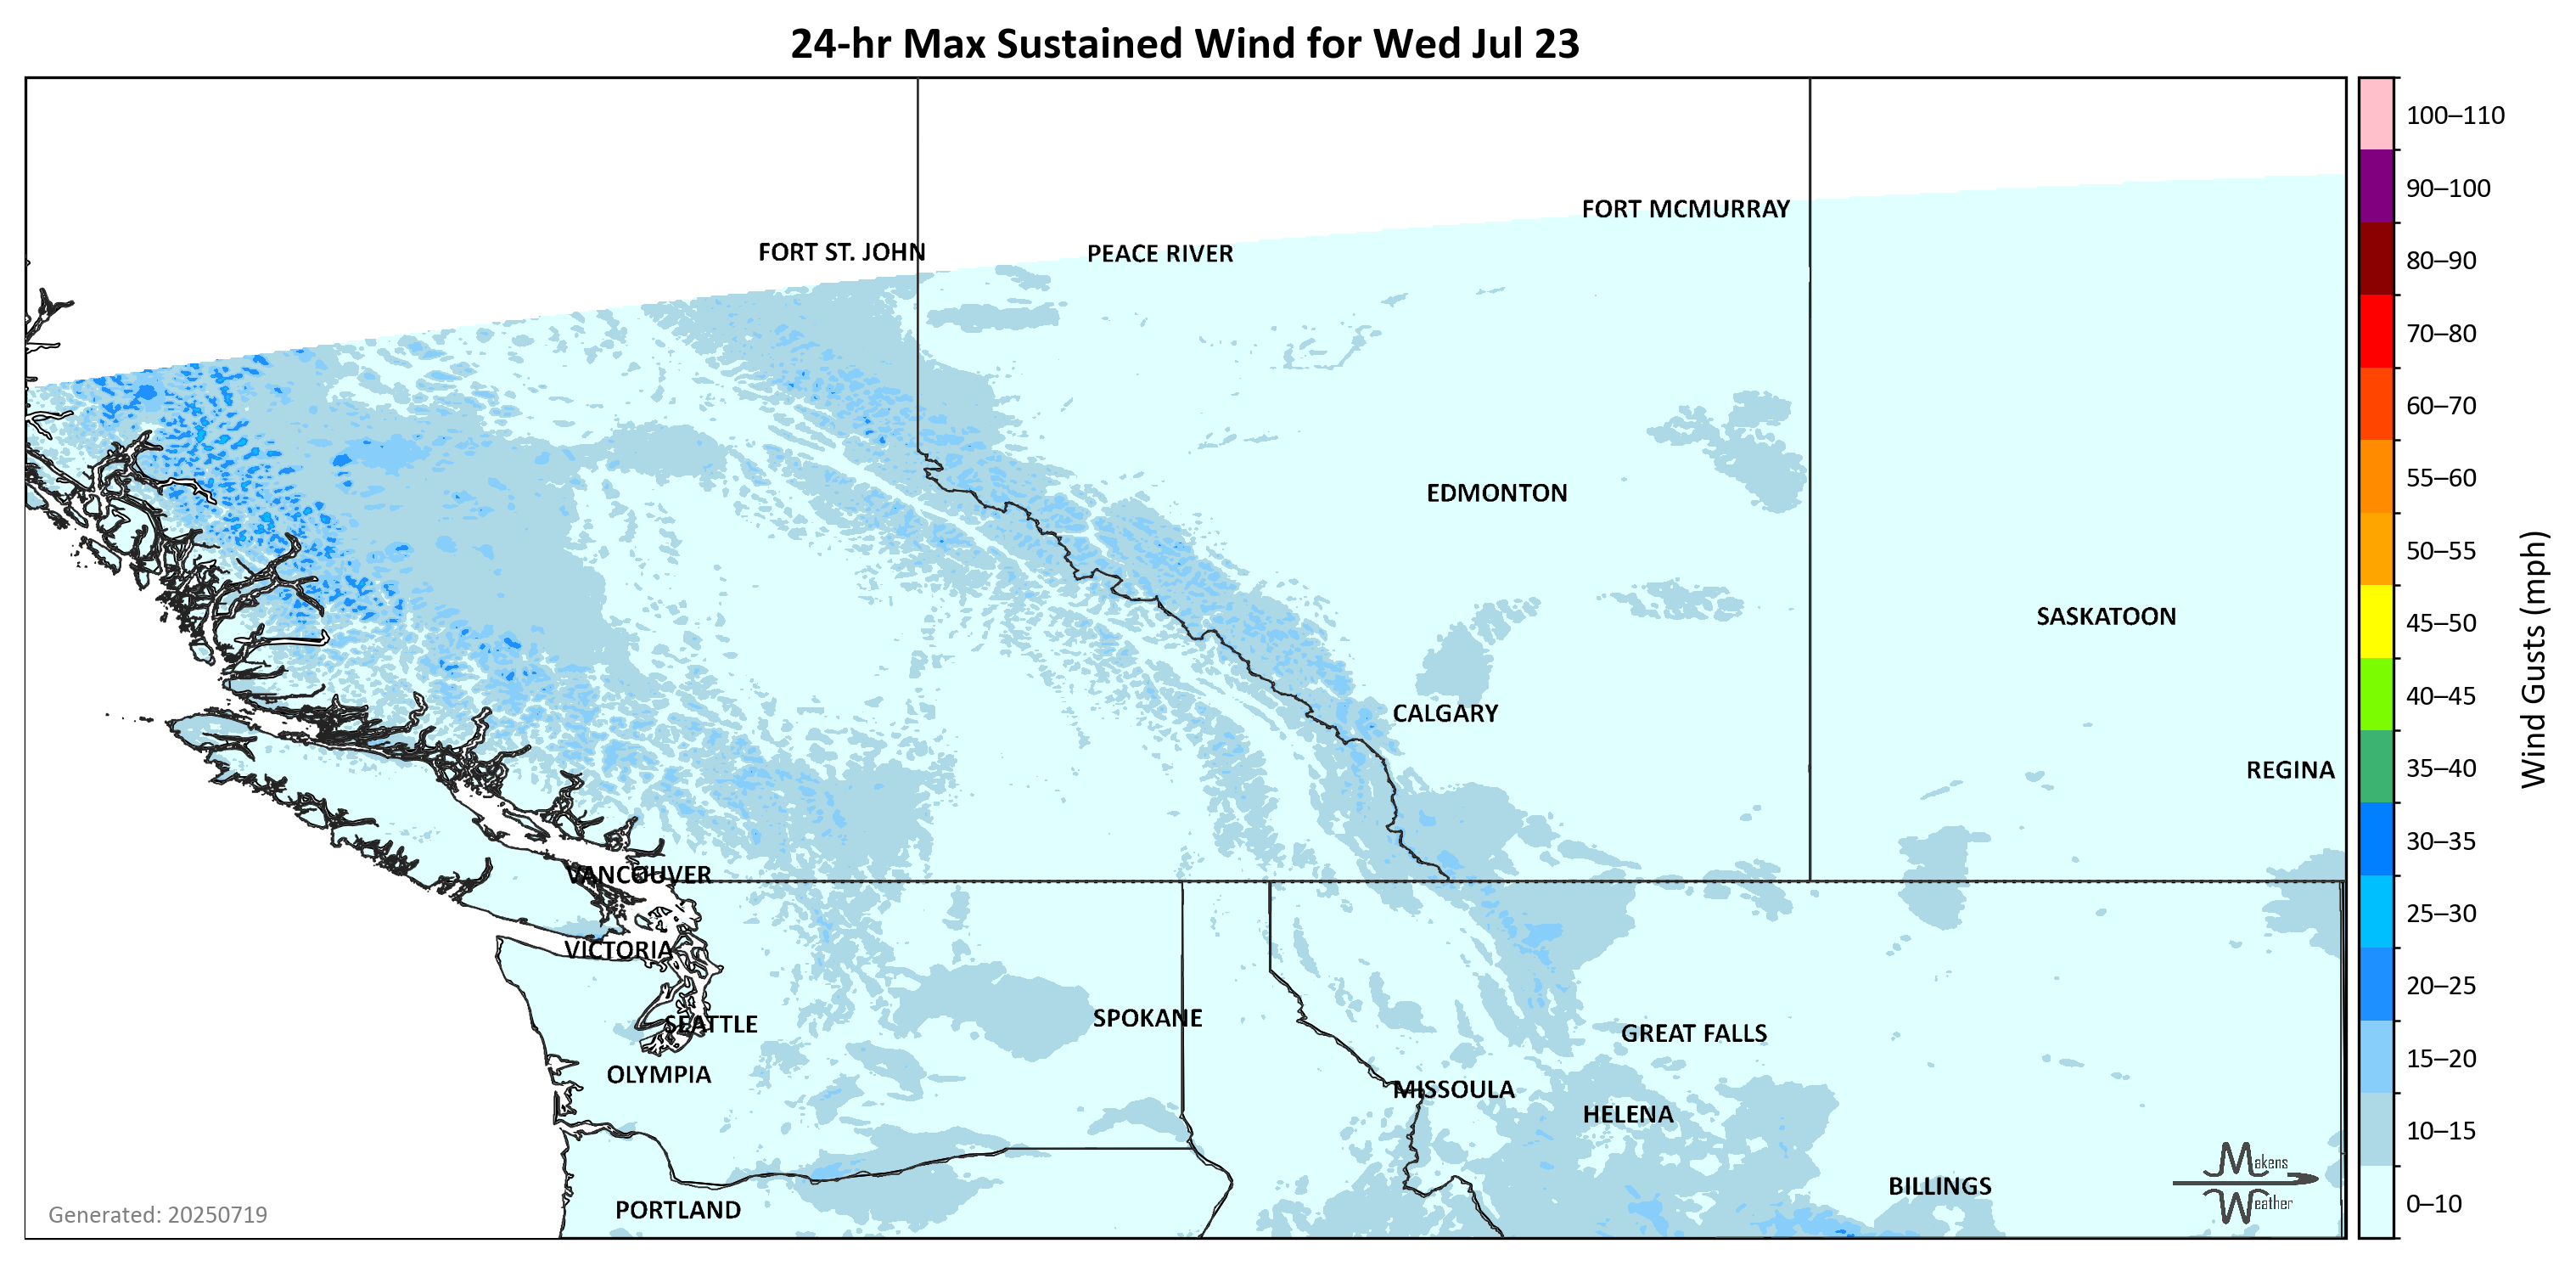 24-hr Max Sustained Wind for Wed Jul 23
FORT MCMURRAY
FORT ST. JOHN
PEACE RIVER
EDMONTON
SASKATOON
CALGARY
REGINA
VANCOUVER
VICTORIA
SEATTLE
SPOKANE
GREAT FALLS
OLYMPIA
MISSOULA
HELENA
BILLINGS
PORTLAND
Generated: 20250719
Makens
Weather
100–110
90–100
80–90
70–80
60–70
55–60
50–55
45–50
40–45
35–40
30–35
25–30
20–25
15–20
10–15
0–10
Wind Gusts (mph)